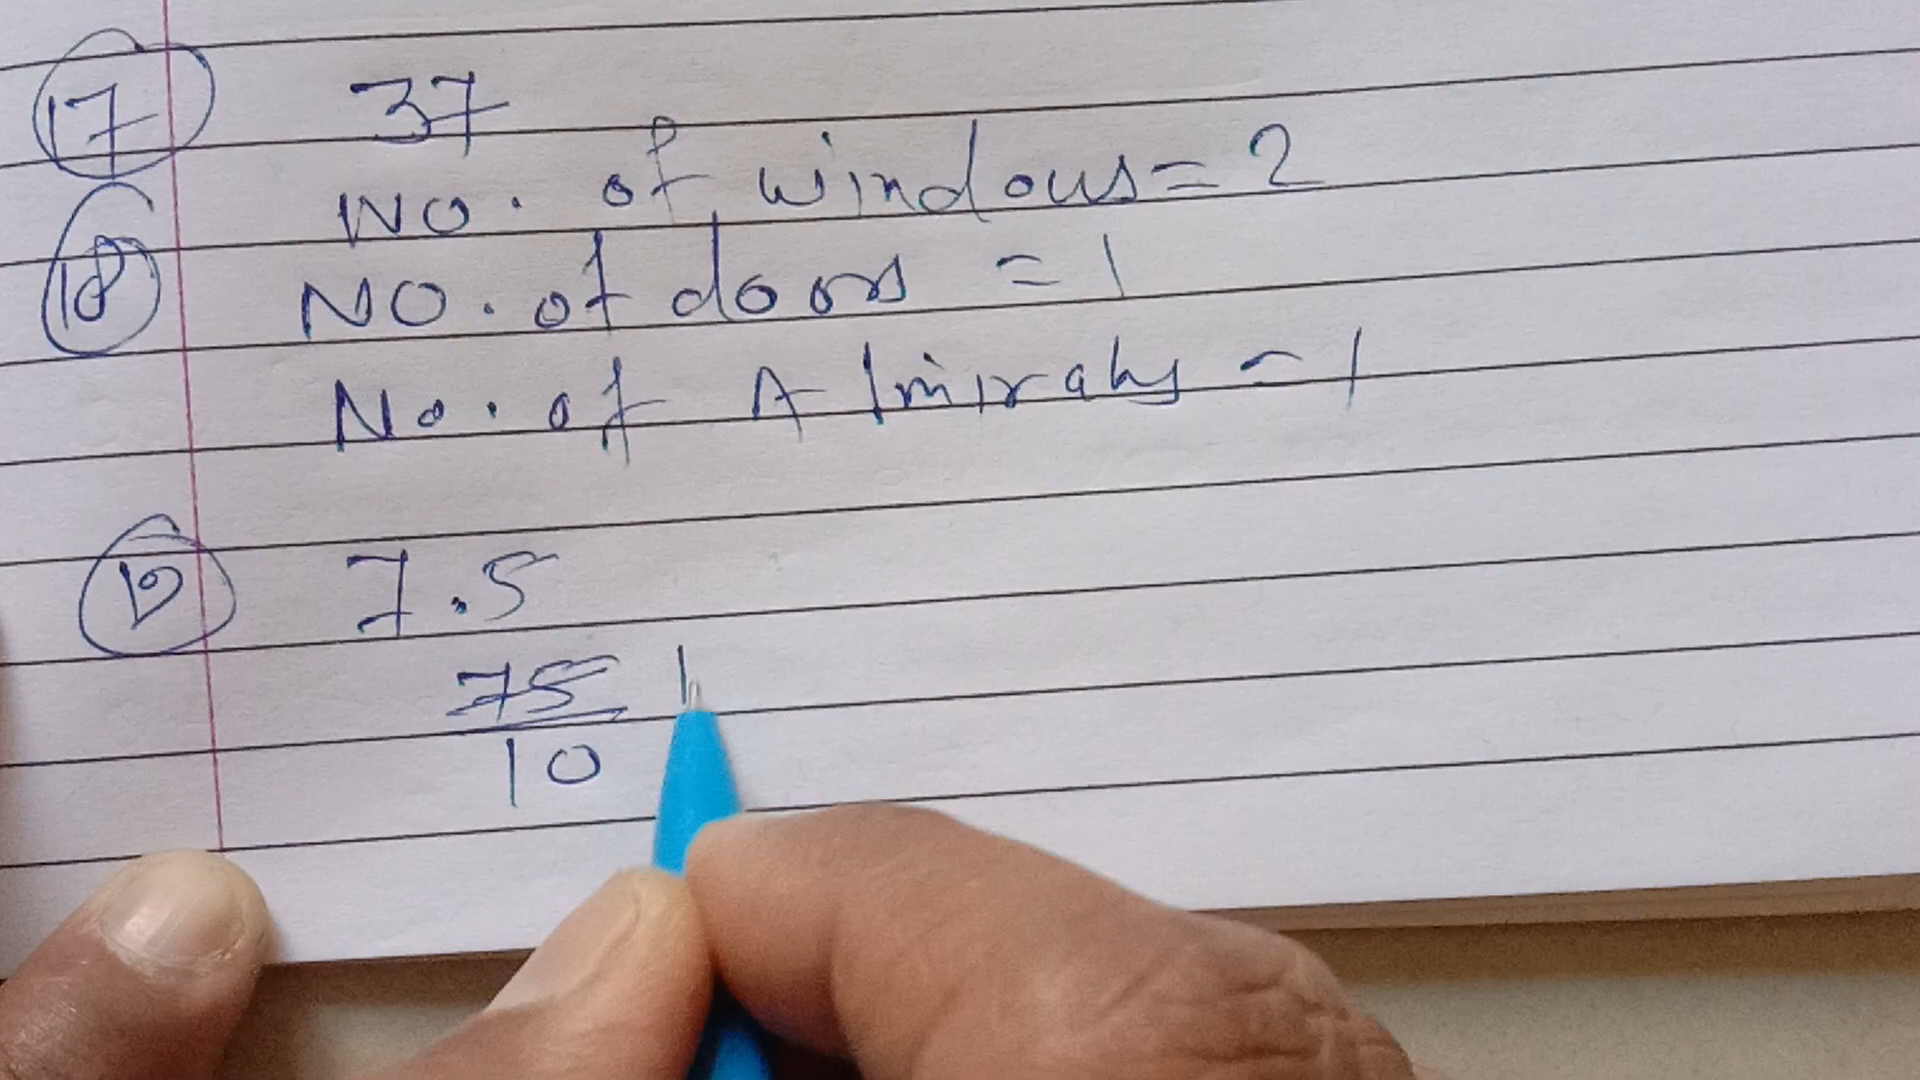 17 37
NO. of windows = 2
18 NO. of doors = 1
No. of Almirahs - 1
19 7.5
75 1
10